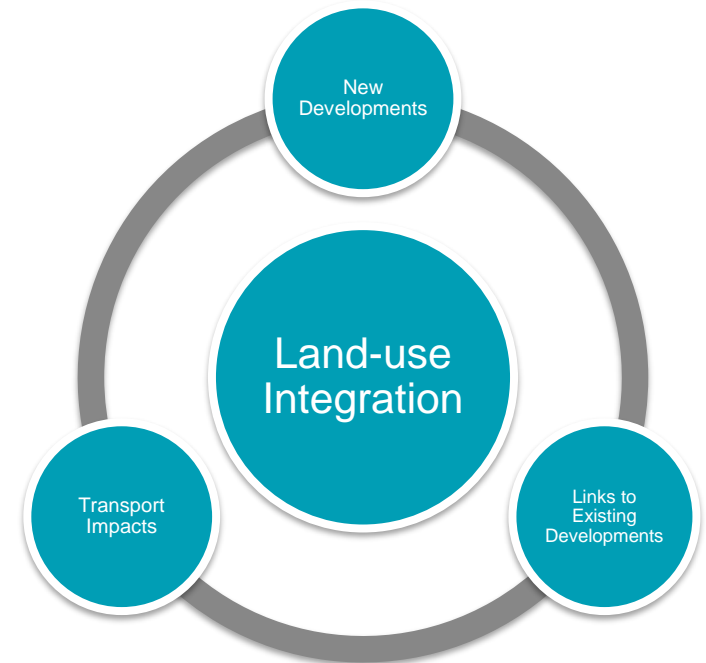 New
Developments
Land-use
Integration
Transport
Impacts
Links to
Existing
Developments